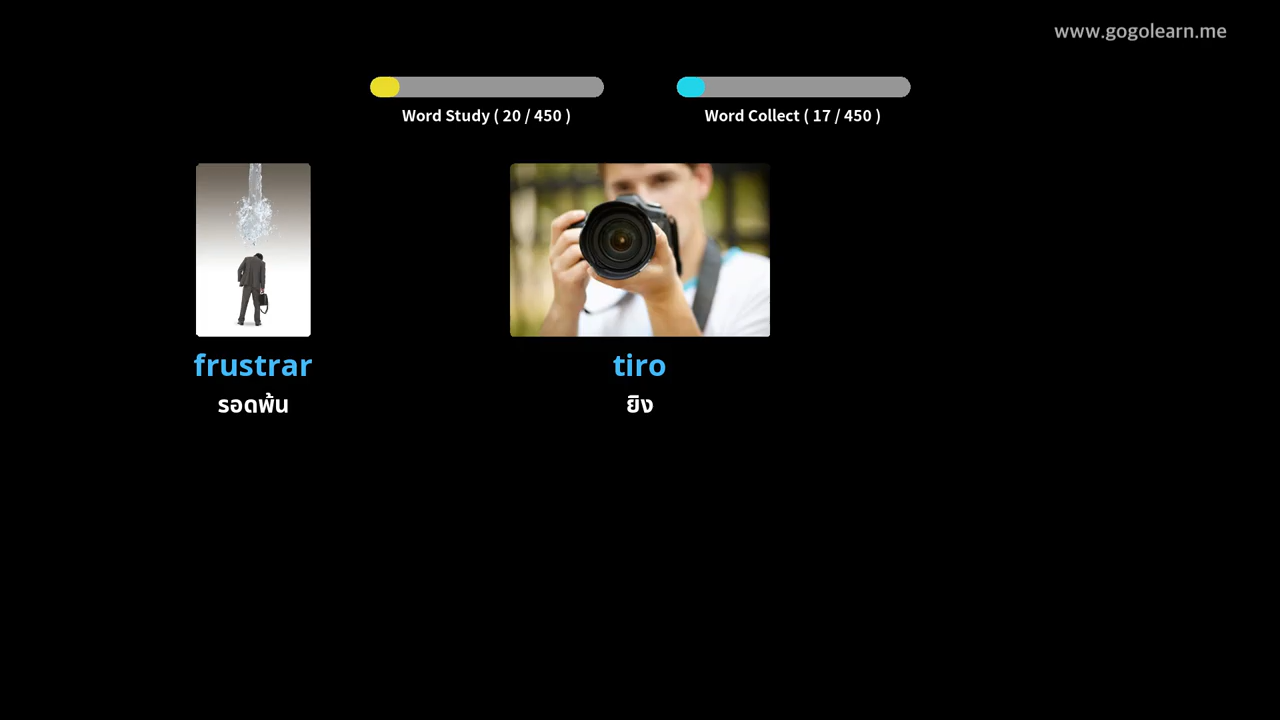 www.gogolearn.me
Word Study ( 20 / 450 )
Word Collect ( 17 / 450 )
frustrar
รอดพ้น
tiro
ยิง